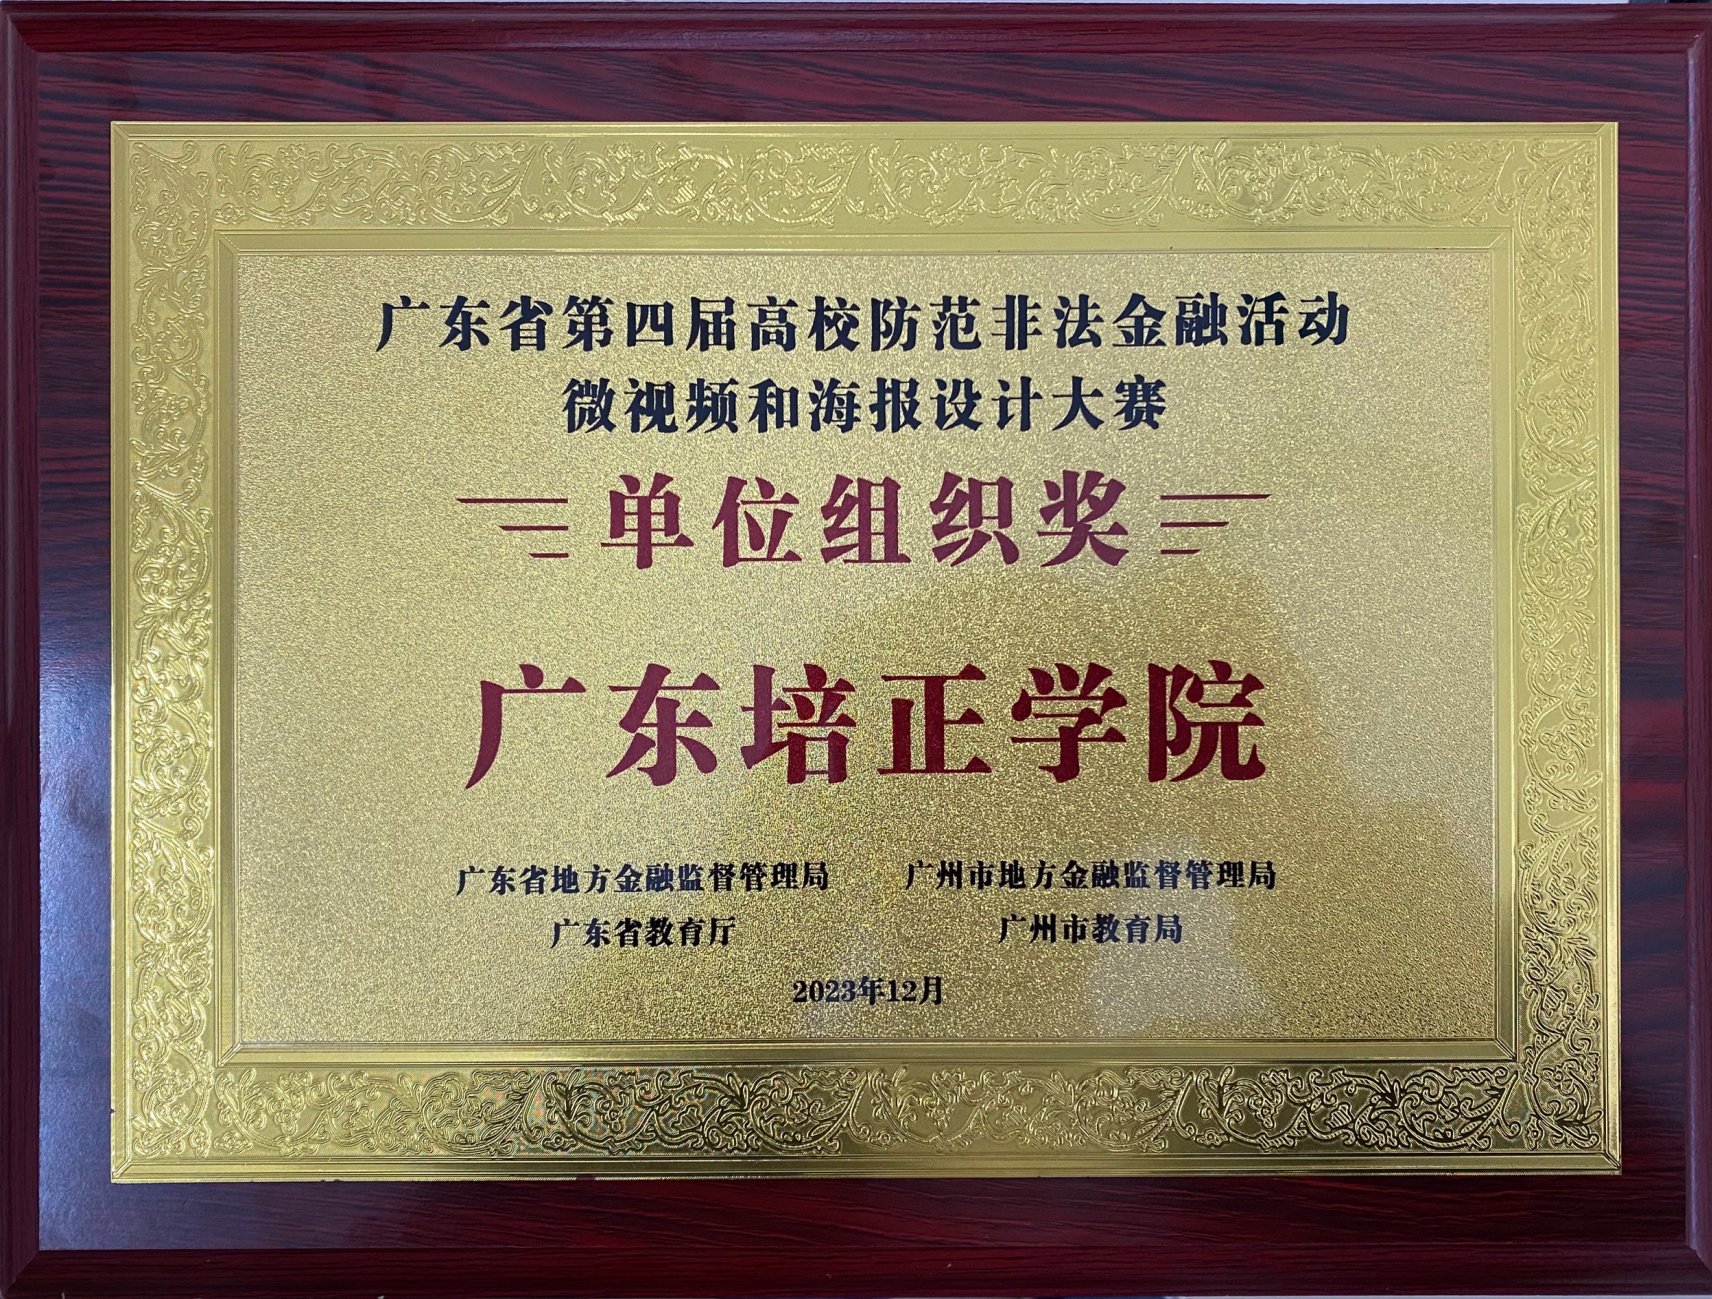 广东省第四届高校防范非法金融活动
微视频和海报设计大赛
单位组织奖
广东培正学院
广东省地方金融监督管理局 广州市地方金融监督管理局
广东省教育厅 广州市教育局
2023年12月